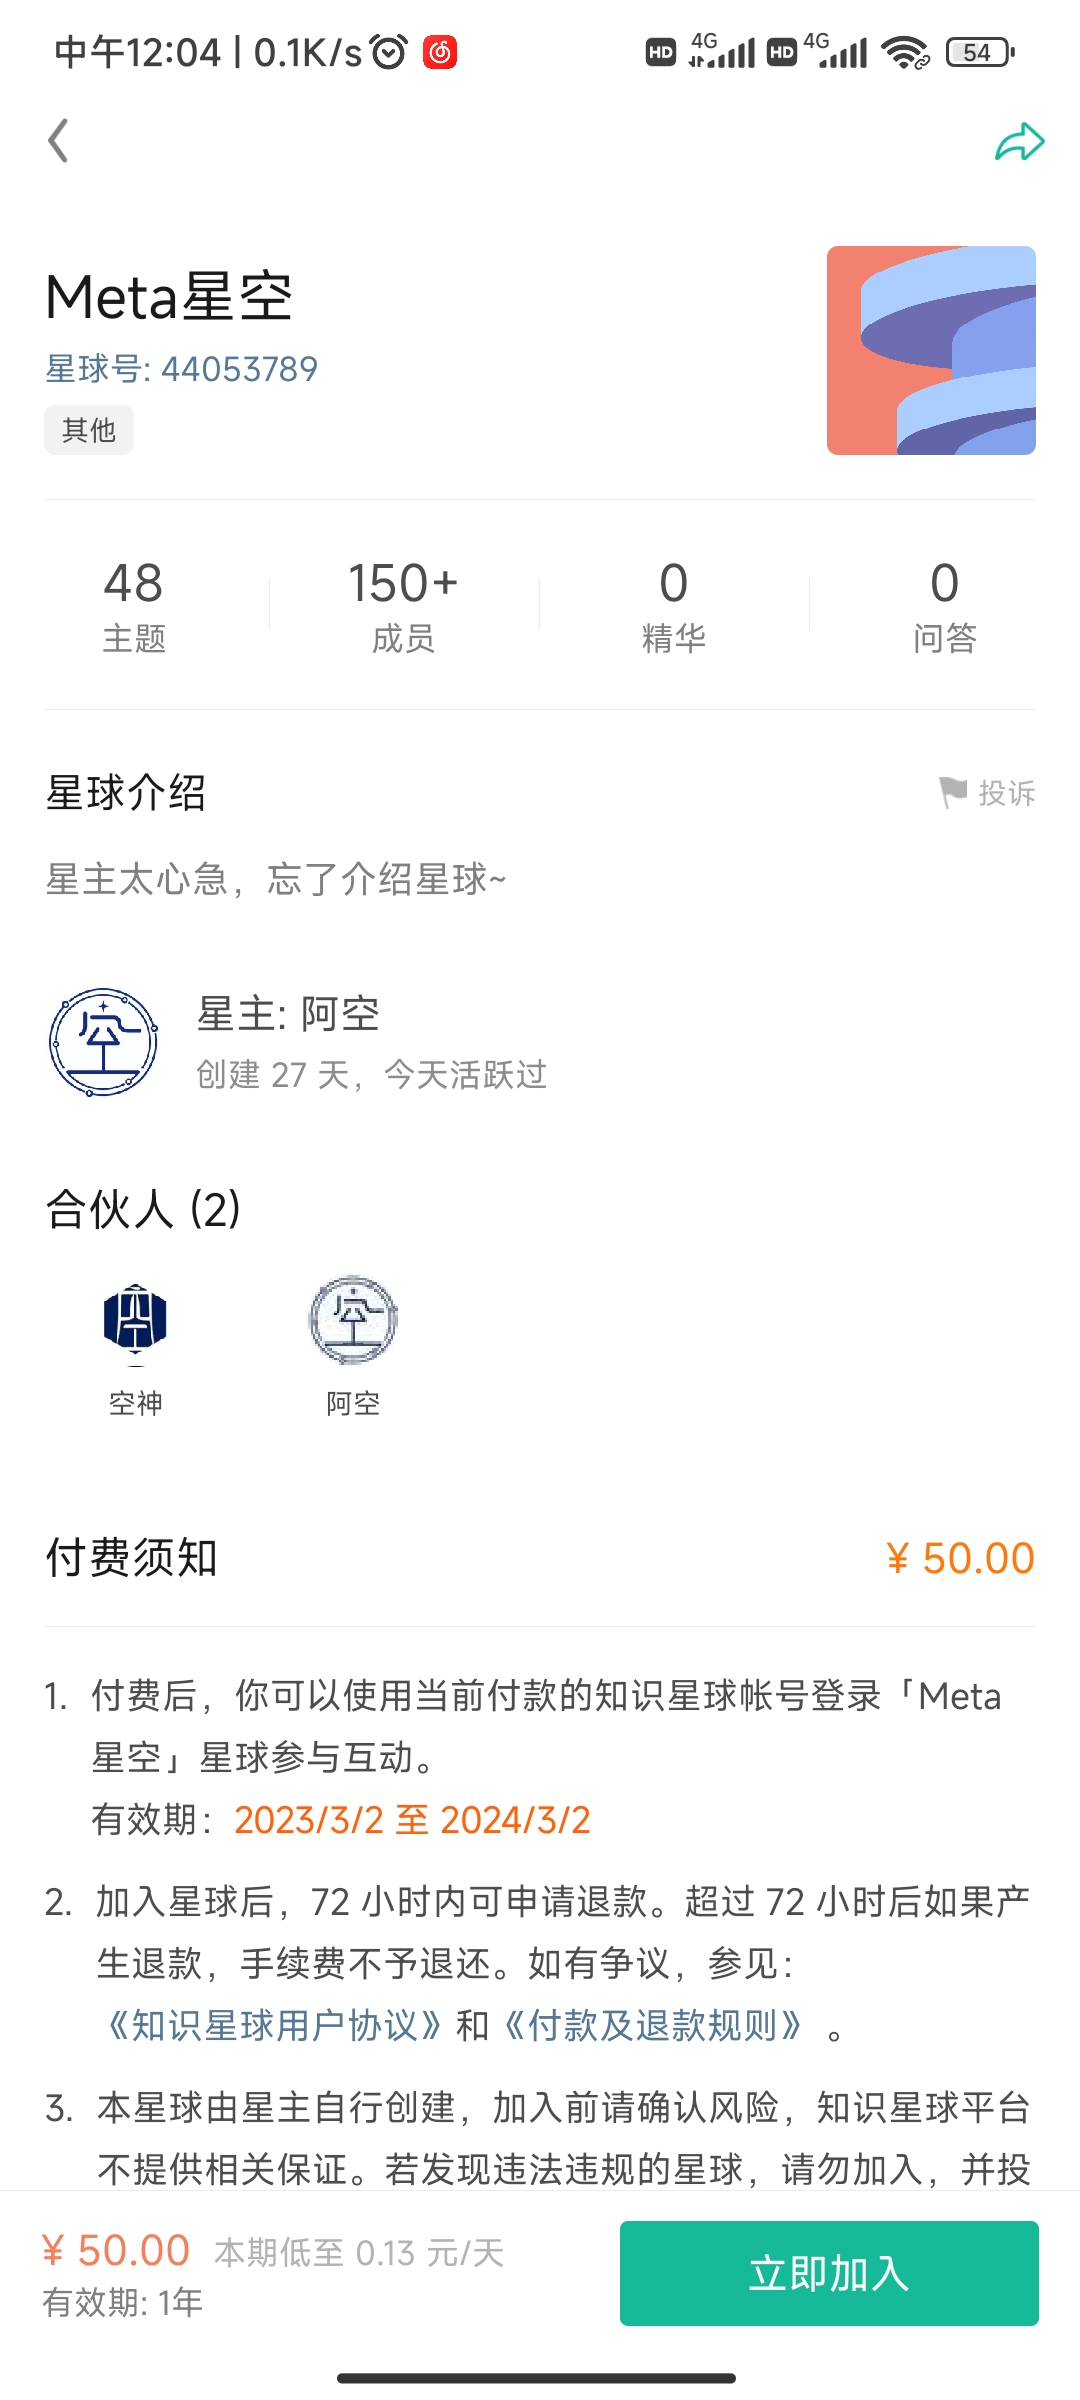 中午12:04 | 0.1K/s
HD 4G HD 4G 54
Meta星空
星球号: 44053789
其他
48 150+ 0 0
主题 成员 精华 问答
星球介绍 投诉
星主太心急，忘了介绍星球~
星主: 阿空
创建 27 天，今天活跃过
合伙人 (2)
空神 阿空
付费须知 ¥ 50.00
1. 付费后，你可以使用当前付款的知识星球帐号登录「Meta
星空」星球参与互动。
有效期：2023/3/2 至 2024/3/2
2. 加入星球后，72 小时内可申请退款。超过 72 小时后如果产
生退款，手续费不予退还。如有争议，参见：
《知识星球用户协议》和《付款及退款规则》 。
3. 本星球由星主自行创建，加入前请确认风险，知识星球平台
不提供相关保证。若发现违法违规的星球，请勿加入，并投
¥ 50.00 本期低至 0.13 元/天
有效期: 1年
立即加入